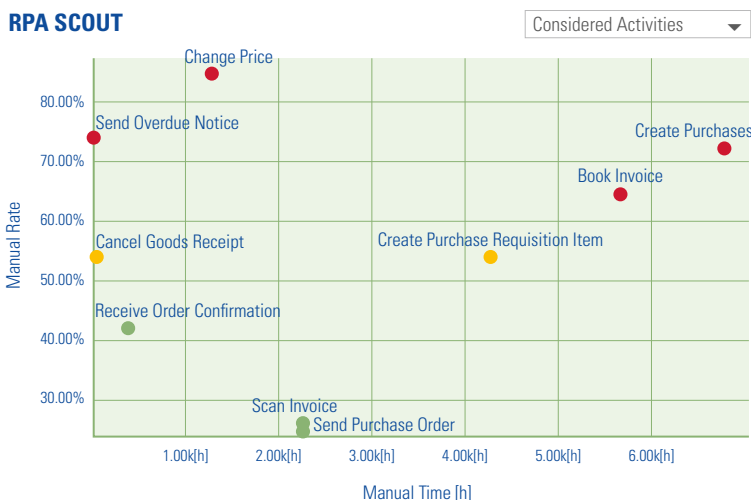 RPA SCOUT
Considered Activities
Change Price
80.00%
Send Overdue Notice
Create Purchases
70.00%
Book Invoice
60.00%
Cancel Goods Receipt
Create Purchase Requisition Item
50.00%
Receive Order Confirmation
40.00%
30.00%
Scan Invoice
Send Purchase Order
Manual Rate
1.00k[h]
2.00k[h]
3.00k[h]
4.00k[h]
5.00k[h]
6.00k[h]
Manual Time [h]